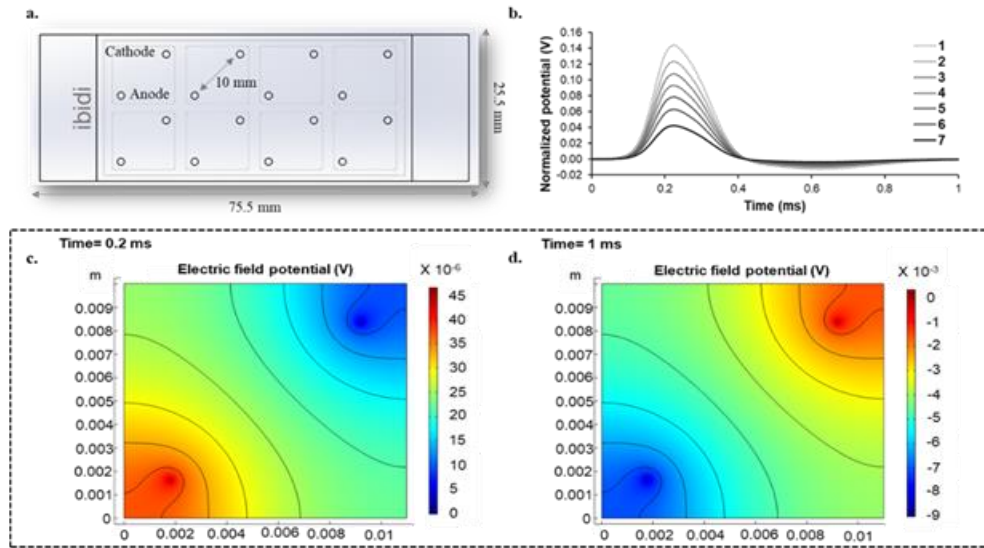 a.
Cathode
10 mm
Anode
ibidi
25.5 mm
75.5 mm
b.
Normalized potential (V)
0.16
0.14
0.12
0.10
0.08
0.06
0.04
0.02
0.00
-0.02
0 0.2 0.4 0.6 0.8 1
Time (ms)
1
2
3
4
5
6
7
Time= 0.2 ms
c.
Electric field potential (V)
X 10-6
m
0.009
0.008
0.007
0.006
0.005
0.004
0.003
0.002
0.001
0
0 0.002 0.004 0.006 0.008 0.01
45
40
35
30
25
20
15
10
5
0
Time= 1 ms
d.
Electric field potential (V)
X 10-3
m
0.009
0.008
0.007
0.006
0.005
0.004
0.003
0.002
0.001
0
0 0.002 0.004 0.006 0.008 0.01
0
-1
-2
-3
-4
-5
-6
-7
-8
-9